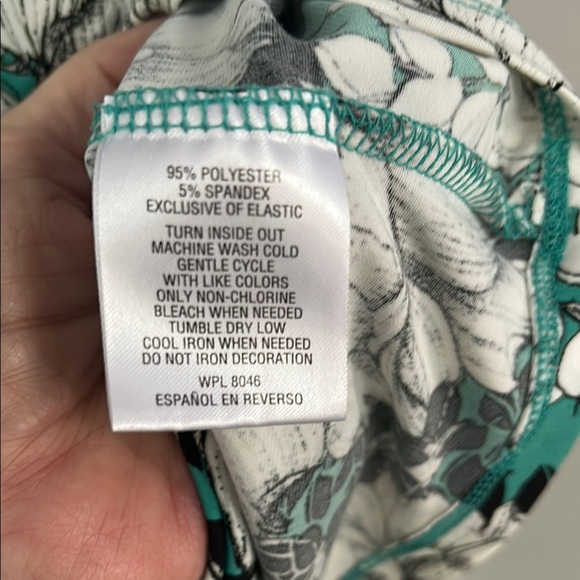 95% POLYESTER
5% SPANDEX
EXCLUSIVE OF ELASTIC
TURN INSIDE OUT
MACHINE WASH COLD
GENTLE CYCLE
WITH LIKE COLORS
ONLY NON-CHLORINE
BLEACH WHEN NEEDED
TUMBLE DRY LOW
COOL IRON WHEN NEEDED
DO NOT IRON DECORATION
WPL 8046
ESPAÑOL EN REVERSO